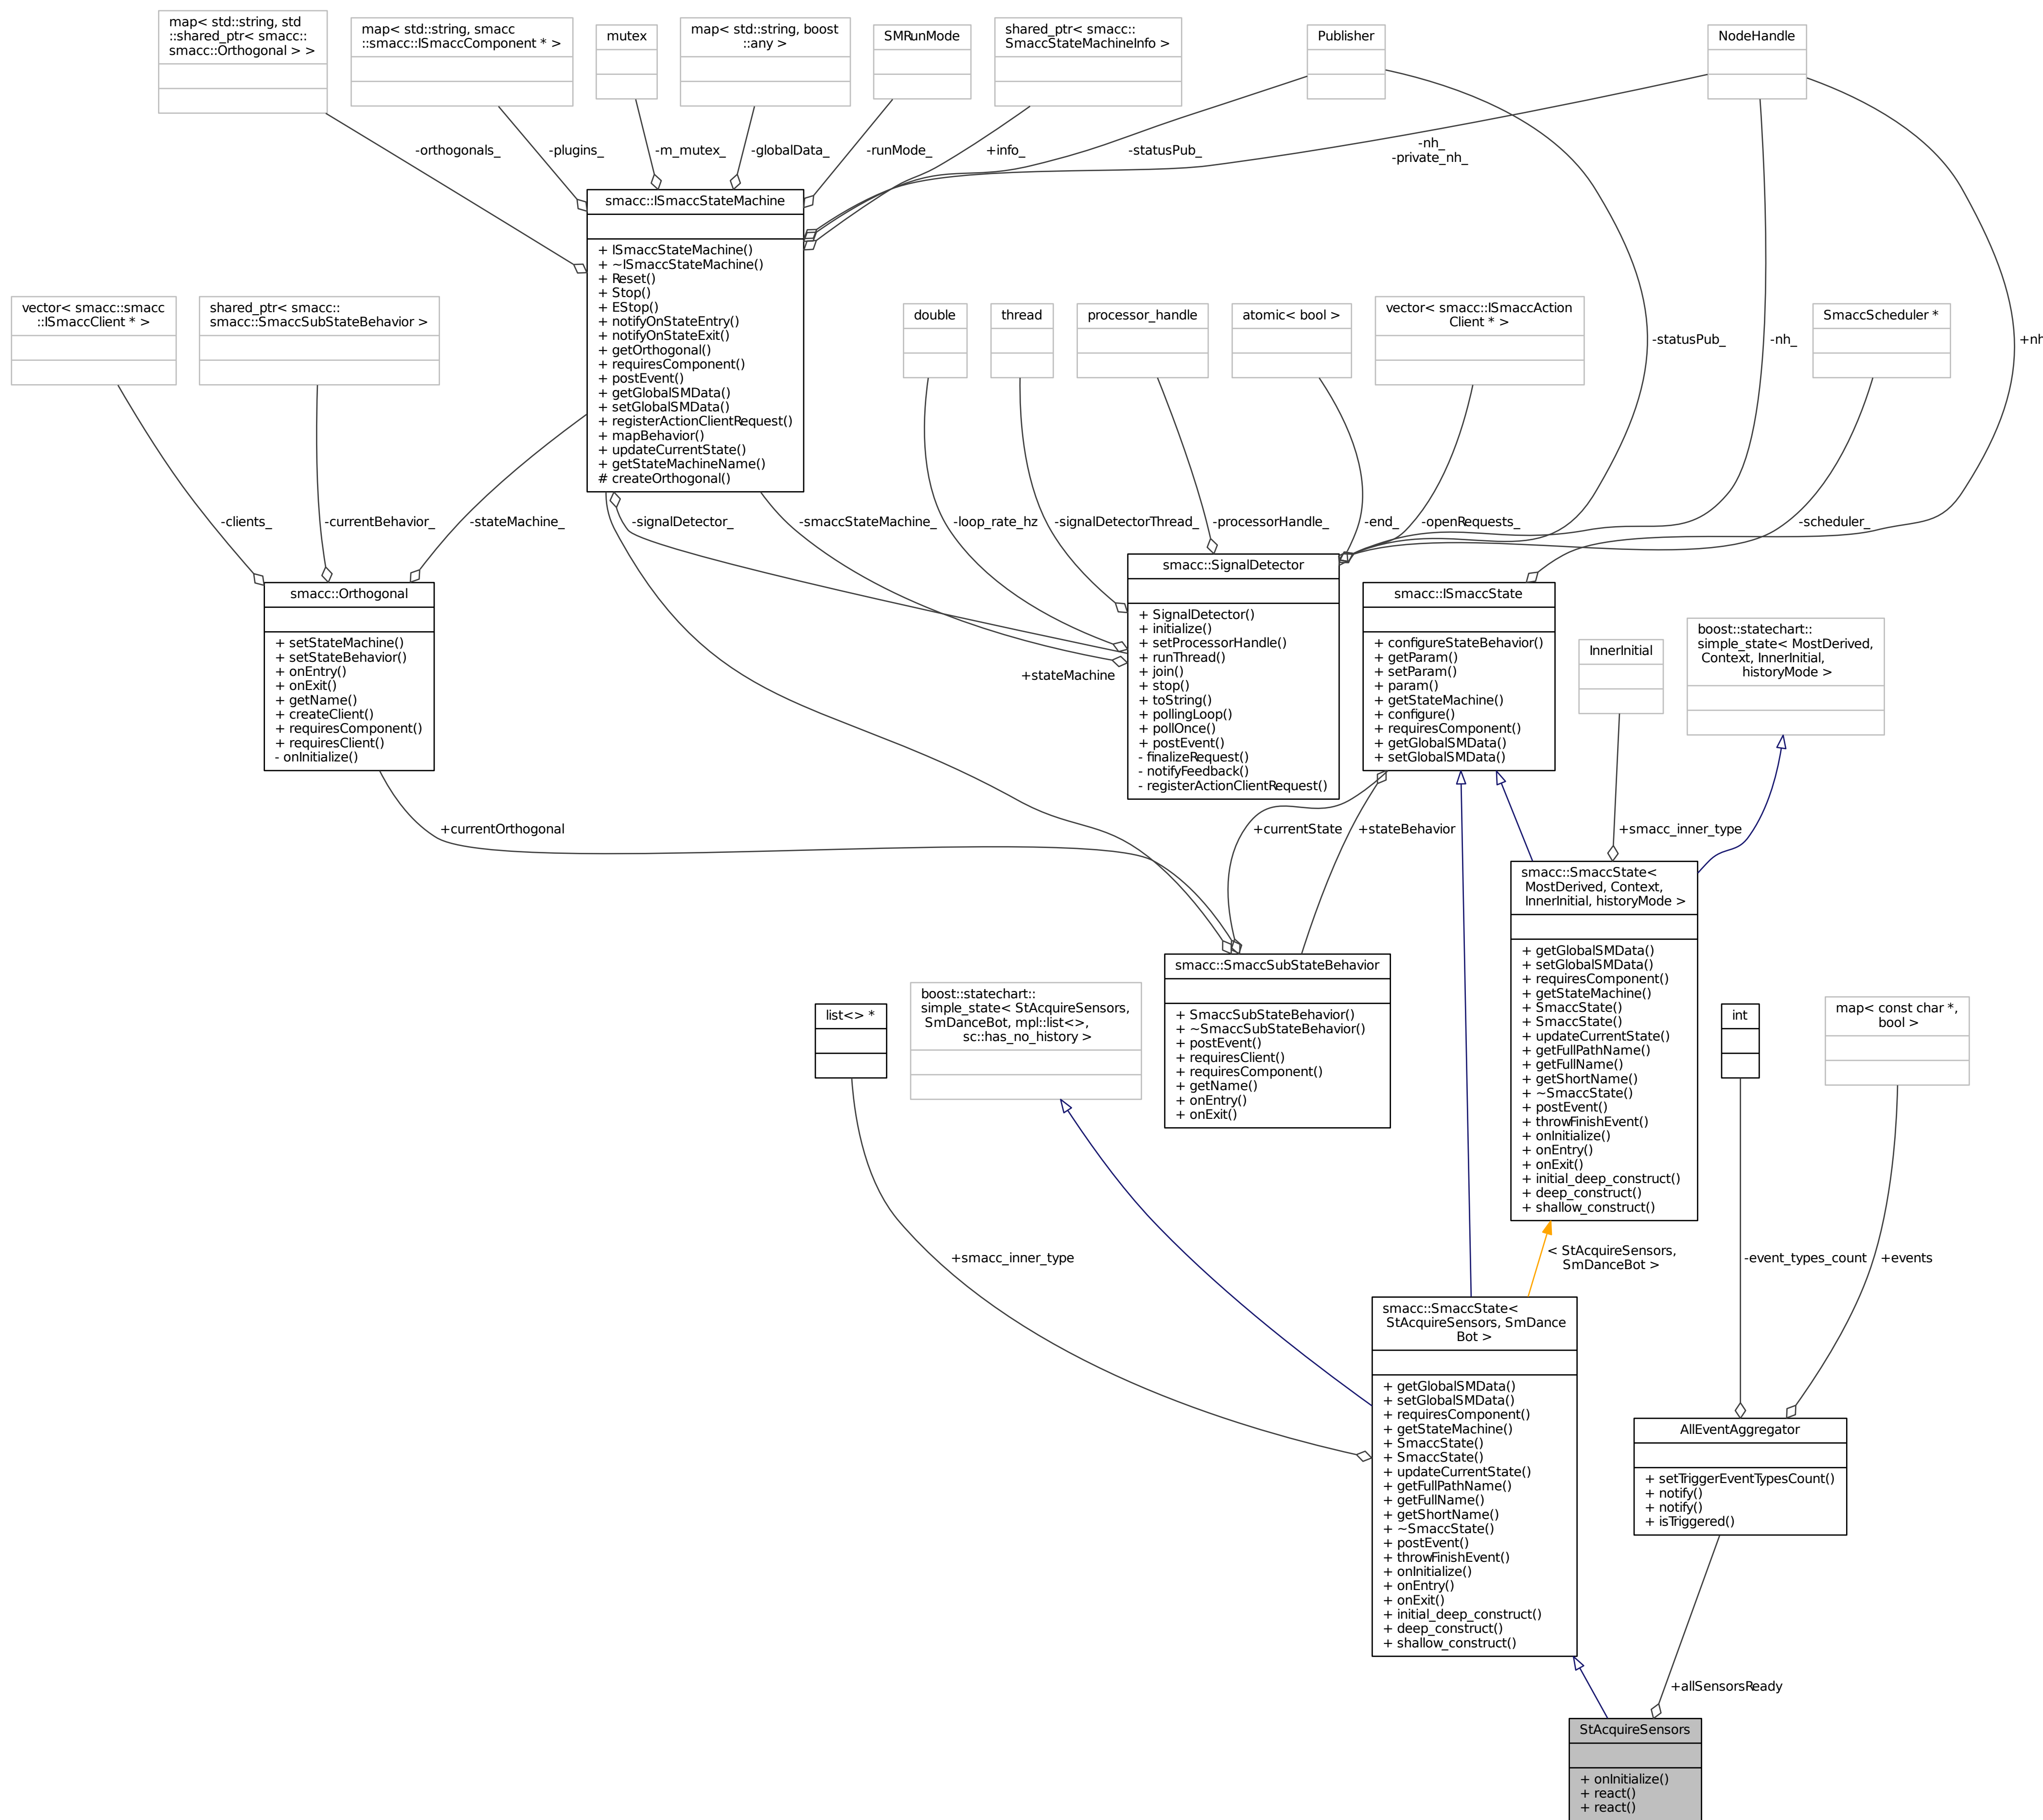 map< std::string, std
::shared_ptr< smacc::
smacc::Orthogonal > >
map< std::string, smacc
::smacc::ISmaccComponent * >
mutex
map< std::string, boost
::any >
SMRunMode
shared_ptr< smacc::
SmaccStateMachineInfo >
Publisher
NodeHandle
-orthogonals_
-plugins_
-m_mutex_
-globalData_
-runMode_
+info_
-statusPub_
-nh_
-private_nh_
smacc::ISmaccStateMachine
+ ISmaccStateMachine()
+ ~ISmaccStateMachine()
+ Reset()
+ Stop()
+ EStop()
+ notifyOnStateEntry()
+ notifyOnStateExit()
+ getOrthogonal()
+ requiresComponent()
+ postEvent()
+ getGlobalSMData()
+ setGlobalSMData()
+ registerActionClientRequest()
+ mapBehavior()
+ updateCurrentState()
+ getStateMachineName()
# createOrthogonal()
vector< smacc::smacc
::ISmaccClient * >
shared_ptr< smacc::
smacc::SmaccSubStateBehavior >
double
thread
processor_handle
atomic< bool >
vector< smacc::ISmaccAction
Client * >
SmaccScheduler *
-statusPub_
-nh_
+nh
-clients_
-currentBehavior_
-stateMachine_
-signalDetector_
-smaccStateMachine_
-loop_rate_hz
-signalDetectorThread_
-processorHandle_
-end_
-openRequests_
-scheduler_
smacc::Orthogonal
+ setStateMachine()
+ setStateBehavior()
+ onEntry()
+ onExit()
+ getName()
+ createClient()
+ requiresComponent()
+ requiresClient()
- onInitialize()
+stateMachine
smacc::SignalDetector
+ SignalDetector()
+ initialize()
+ setProcessorHandle()
+ runThread()
+ join()
+ stop()
+ toString()
+ pollingLoop()
+ pollOnce()
+ postEvent()
- finalizeRequest()
- notifyFeedback()
- registerActionClientRequest()
smacc::ISmaccState
+ configureStateBehavior()
+ getParam()
+ setParam()
+ param()
+ getStateMachine()
+ configure()
+ requiresComponent()
+ getGlobalSMData()
+ setGlobalSMData()
InnerInitial
boost::statechart::
simple_state< MostDerived,
Context, InnerInitial,
historyMode >
+currentOrthogonal
+currentState
+stateBehavior
+smacc_inner_type
smacc::SmaccState<
MostDerived, Context,
InnerInitial, historyMode >
+ getGlobalSMData()
+ setGlobalSMData()
+ requiresComponent()
+ getStateMachine()
+ SmaccState()
+ SmaccState()
+ updateCurrentState()
+ getFullPathName()
+ getFullName()
+ getShortName()
+ ~SmaccState()
+ postEvent()
+ throwFinishEvent()
+ onInitialize()
+ onEntry()
+ onExit()
+ initial_deep_construct()
+ deep_construct()
+ shallow_construct()
smacc::SmaccSubStateBehavior
+ SmaccSubStateBehavior()
+ ~SmaccSubStateBehavior()
+ postEvent()
+ requiresClient()
+ requiresComponent()
+ getName()
+ onEntry()
+ onExit()
list<> *
boost::statechart::
simple_state< StAcquireSensors,
SmDanceBot, mpl::list<>,
sc::has_no_history >
int
map< const char *,
bool >
+smacc_inner_type
< StAcquireSensors,
SmDanceBot >
-event_types_count
+events
smacc::SmaccState<
StAcquireSensors, SmDance
Bot >
+ getGlobalSMData()
+ setGlobalSMData()
+ requiresComponent()
+ getStateMachine()
+ SmaccState()
+ SmaccState()
+ updateCurrentState()
+ getFullPathName()
+ getFullName()
+ getShortName()
+ ~SmaccState()
+ postEvent()
+ throwFinishEvent()
+ onInitialize()
+ onEntry()
+ onExit()
+ initial_deep_construct()
+ deep_construct()
+ shallow_construct()
AllEventAggregator
+ setTriggerEventTypesCount()
+ notify()
+ notify()
+ isTriggered()
+allSensorsReady
StAcquireSensors
+ onInitialize()
+ react()
+ react()